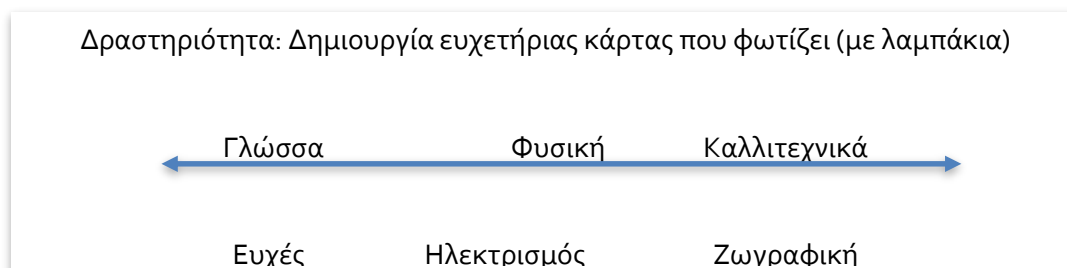 Δραστηριότητα: Δημιουργία ευχετήριας κάρτας που φωτίζει (με λαμπάκια)
Γλώσσα Φυσική Καλλιτεχνικά
Ευχές Ηλεκτρισμός Ζωγραφική